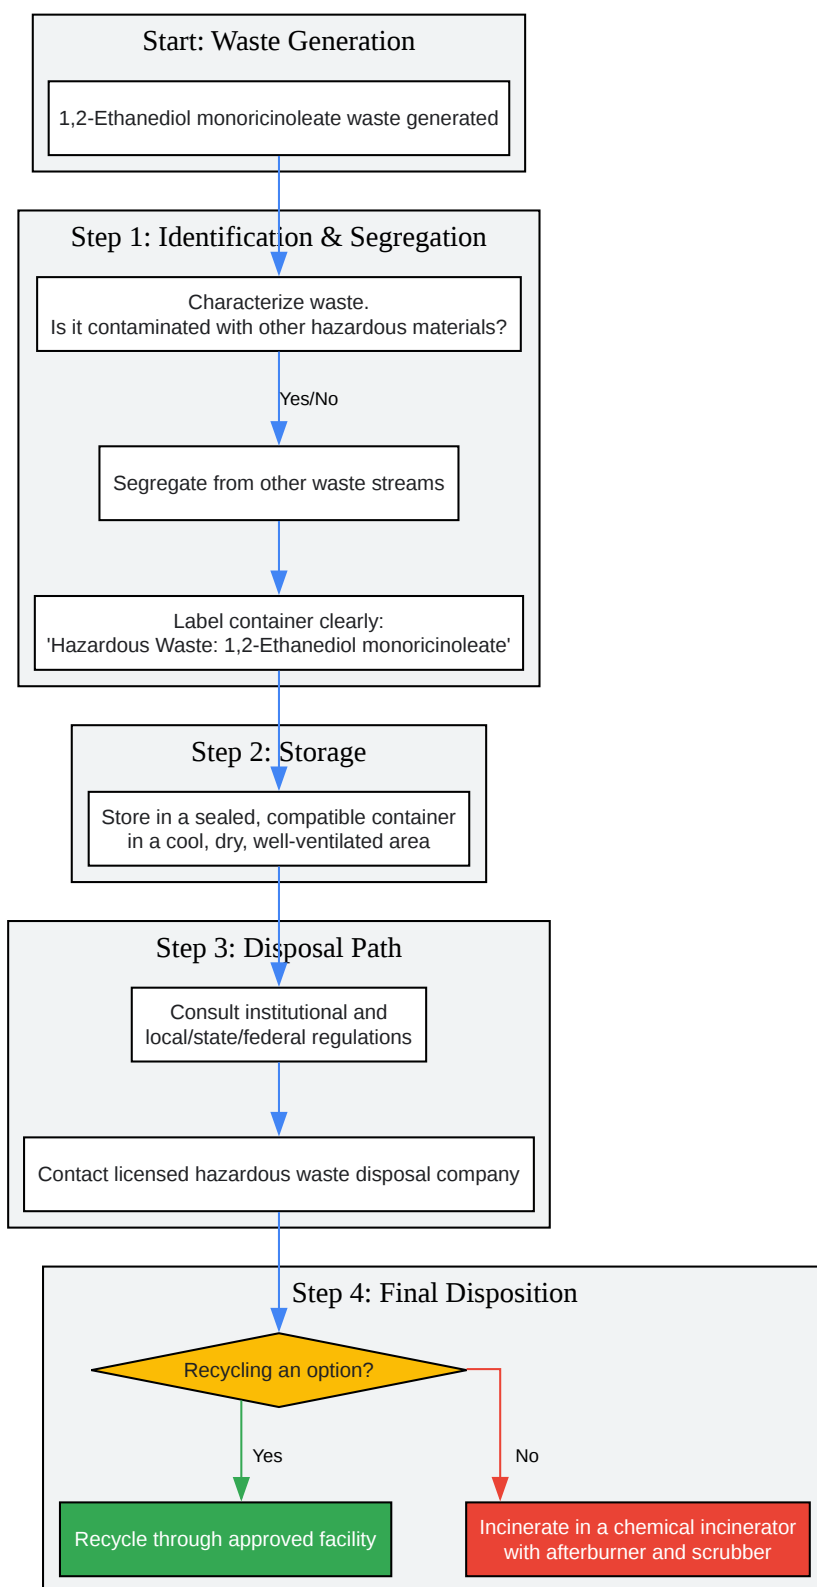 Start: Waste Generation
1,2-Ethanediol monoricinoleate waste generated
Step 1: Identification & Segregation
Characterize waste.
Is it contaminated with other hazardous materials?
Yes/No
Segregate from other waste streams
Label container clearly:
'Hazardous Waste: 1,2-Ethanediol monoricinoleate'
Step 2: Storage
Store in a sealed, compatible container
in a cool, dry, well-ventilated area
Step 3: Disposal Path
Consult institutional and
local/state/federal regulations
Contact licensed hazardous waste disposal company
Step 4: Final Disposition
Recycling an option?
Yes
No
Recycle through approved facility
Incinerate in a chemical incinerator
with afterburner and scrubber